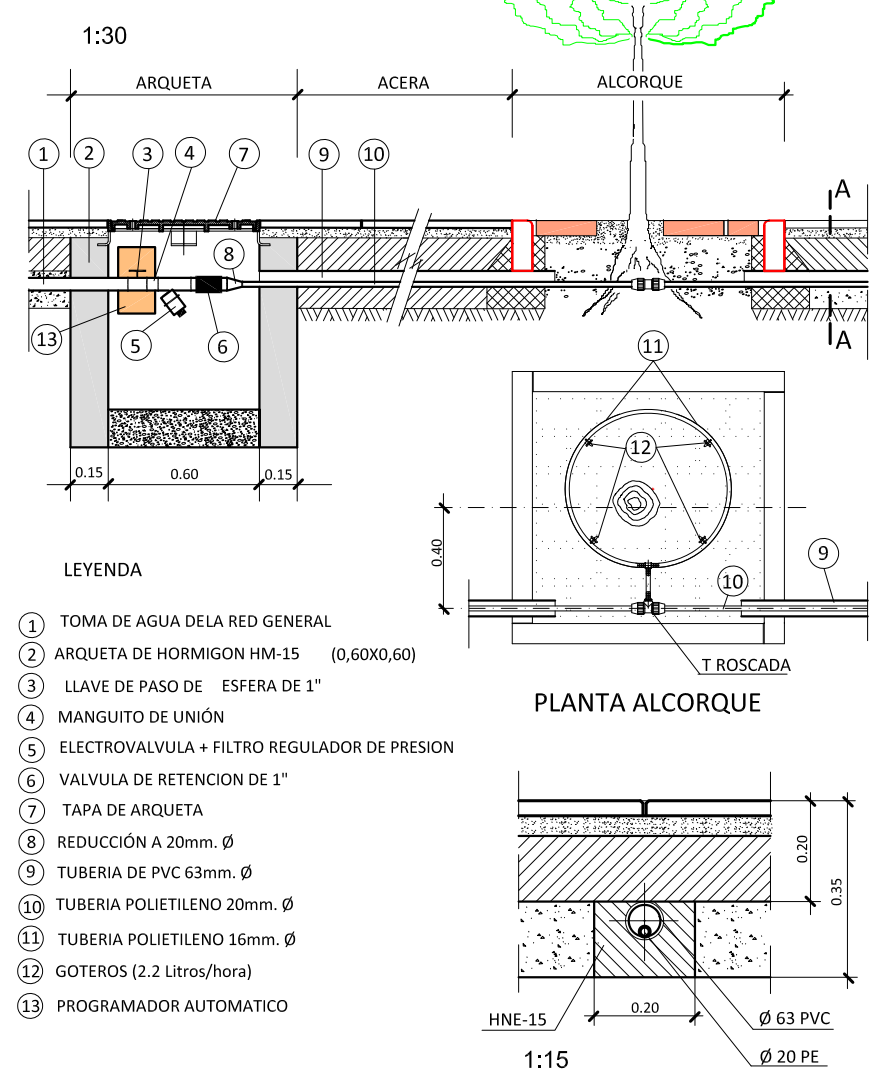 1:30
ARQUETA
ACERA
ALCORQUE
1
2
3
4
7
9
10
A
8
13
5
6
A
11
0.15
0.60
0.15
12
0.40
9
10
T ROSCADA
PLANTA ALCORQUE
LEYENDA
1 TOMA DE AGUA DELA RED GENERAL
2 ARQUETA DE HORMIGON HM-15 (0,60X0,60)
3 LLAVE DE PASO DE ESFERA DE 1"
4 MANGUITO DE UNIÓN
5 ELECTROVALVULA + FILTRO REGULADOR DE PRESION
6 VALVULA DE RETENCION DE 1"
7 TAPA DE ARQUETA
8 REDUCCIÓN A 20mm. Ø
9 TUBERIA DE PVC 63mm. Ø
10 TUBERIA POLIETILENO 20mm. Ø
11 TUBERIA POLIETILENO 16mm. Ø
12 GOTEROS (2.2 Litros/hora)
13 PROGRAMADOR AUTOMATICO
0.20
0.35
HNE-15
0.20
Ø 63 PVC
Ø 20 PE
1:15